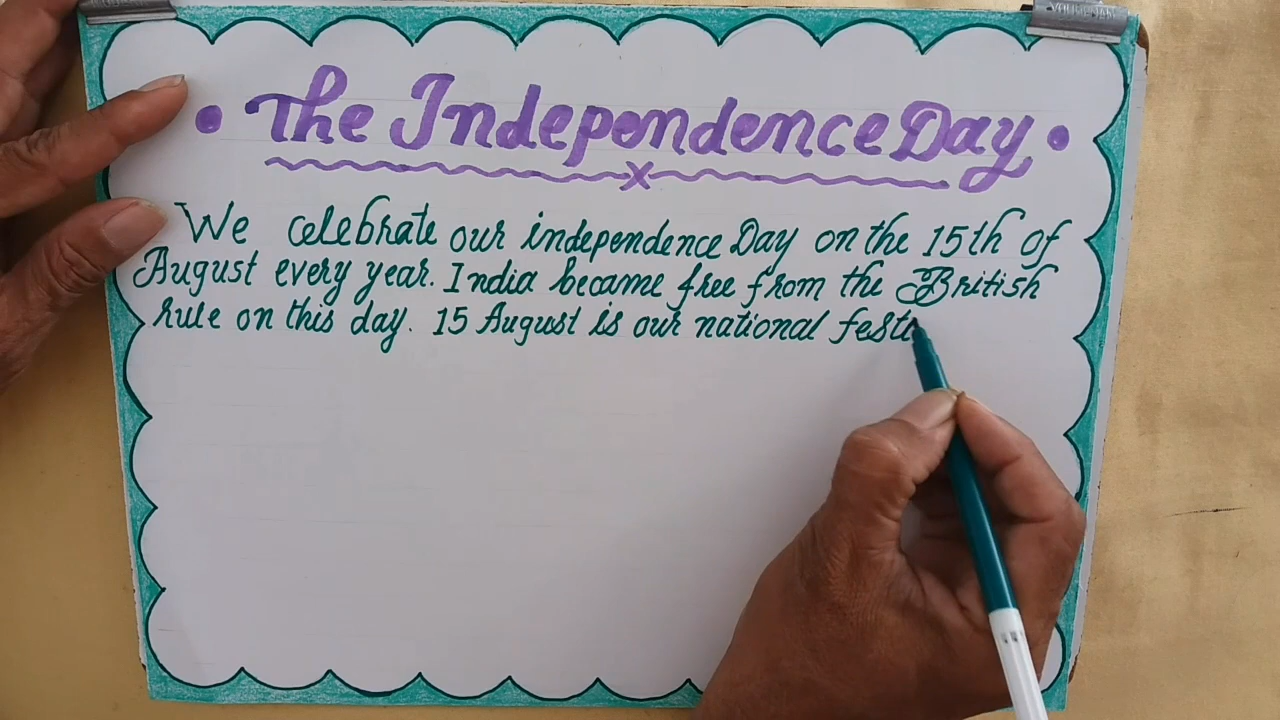 The Independence Day
We celebrate our independence Day on the 15th of
August every year. India became free from the British
rule on this day. 15 August is our national festi